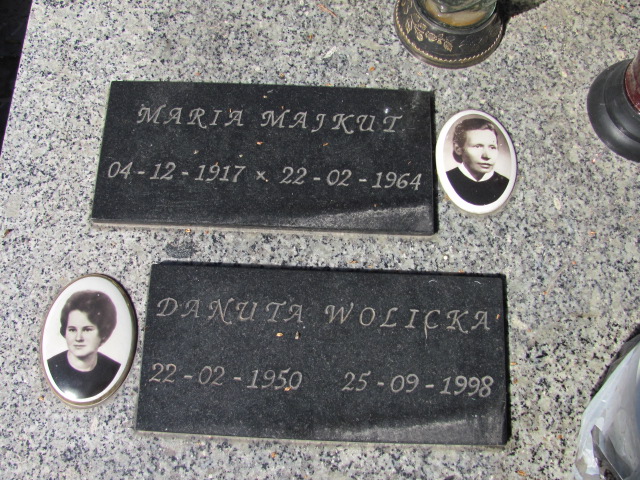 MARIA MAJKUT
04-12-1917 × 22-02-1964
DANUTA WOLICKA
22-02-1950 25-09-1998